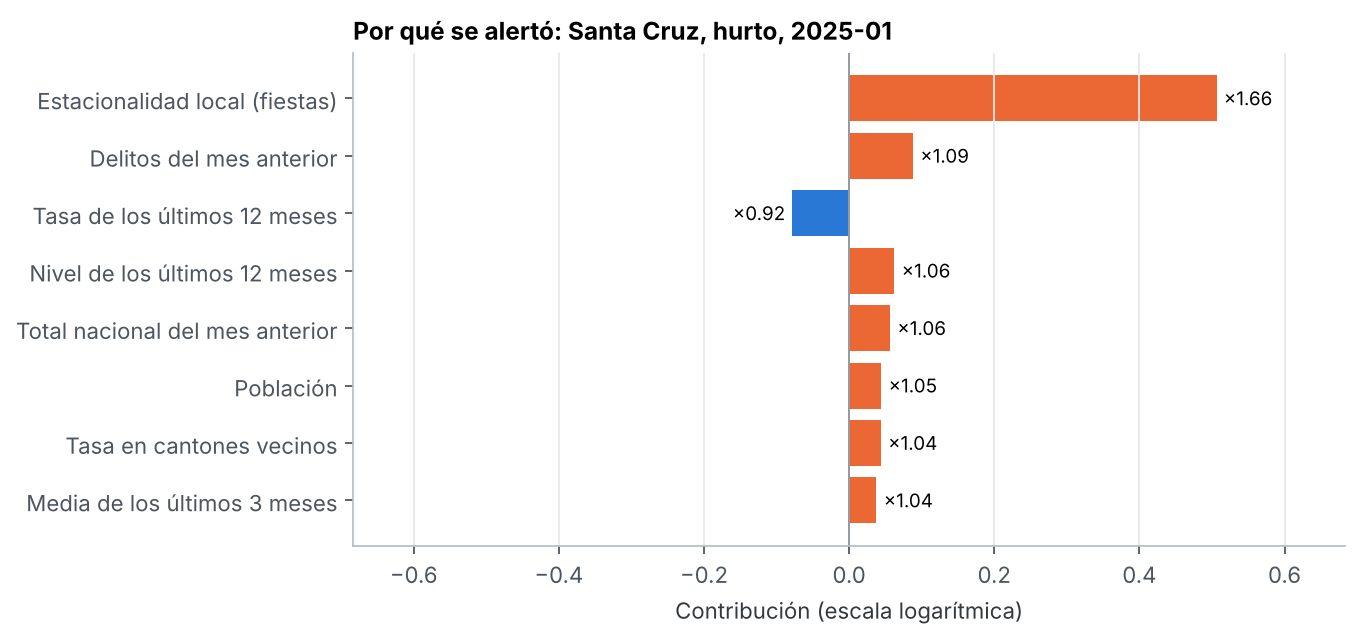 Por qué se alertó: Santa Cruz, hurto, 2025-01
Estacionalidad local (fiestas) ×1.66
Delitos del mes anterior ×1.09
Tasa de los últimos 12 meses ×0.92
Nivel de los últimos 12 meses ×1.06
Total nacional del mes anterior ×1.06
Población ×1.05
Tasa en cantones vecinos ×1.04
Media de los últimos 3 meses ×1.04
−0.6 −0.4 −0.2 0.0 0.2 0.4 0.6
Contribución (escala logarítmica)